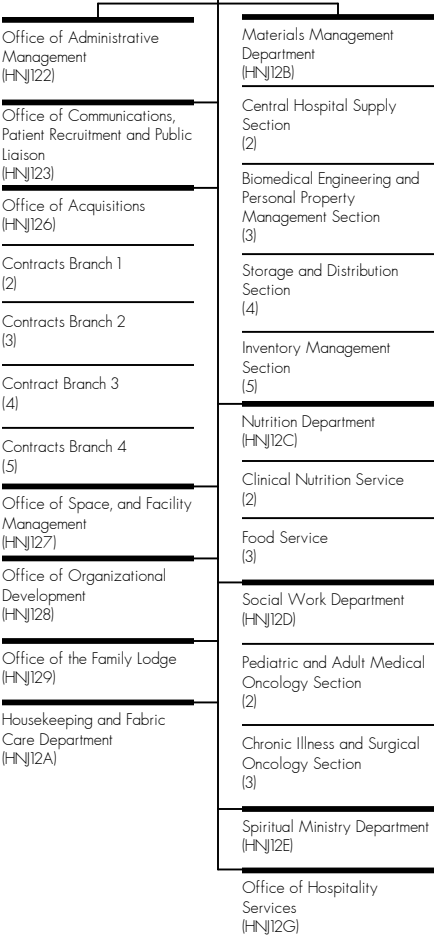 Office of Administrative
Management
(HNJ122)
Office of Communications,
Patient Recruitment and Public
Liaison
(HNJ123)
Office of Acquisitions
(HNJ126)
Contracts Branch 1
(2)
Contracts Branch 2
(3)
Contract Branch 3
(4)
Contracts Branch 4
(5)
Office of Space, and Facility
Management
(HNJ127)
Office of Organizational
Development
(HNJ128)
Office of the Family Lodge
(HNJ129)
Housekeeping and Fabric
Care Department
(HNJ12A)
Materials Management
Department
(HNJ12B)
Central Hospital Supply
Section
(2)
Biomedical Engineering and
Personal Property
Management Section
(3)
Storage and Distribution
Section
(4)
Inventory Management
Section
(5)
Nutrition Department
(HNJ12C)
Clinical Nutrition Service
(2)
Food Service
(3)
Social Work Department
(HNJ12D)
Pediatric and Adult Medical
Oncology Section
(2)
Chronic Illness and Surgical
Oncology Section
(3)
Spiritual Ministry Department
(HNJ12E)
Office of Hospitality
Services
(HNJ12G)